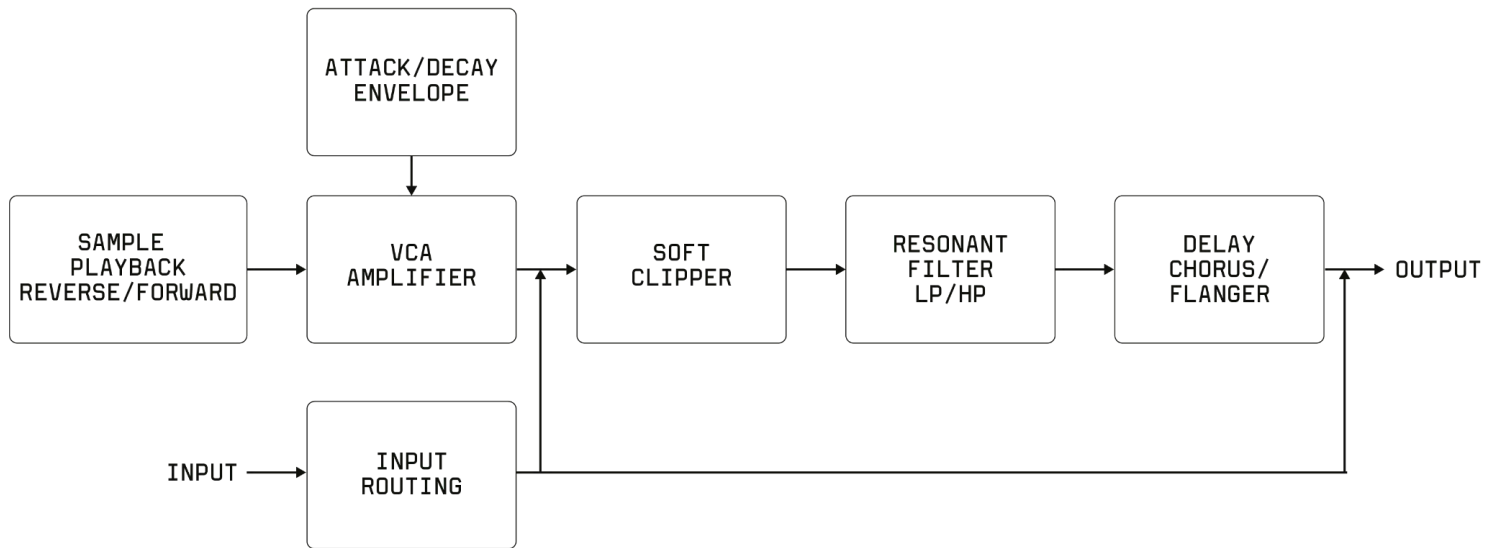 ATTACK/DECAY
ENVELOPE
SAMPLE
PLAYBACK
REVERSE/FORWARD
VCA
AMPLIFIER
SOFT
CLIPPER
RESONANT
FILTER
LP/HP
DELAY
CHORUS/
FLANGER
OUTPUT
INPUT
INPUT
ROUTING